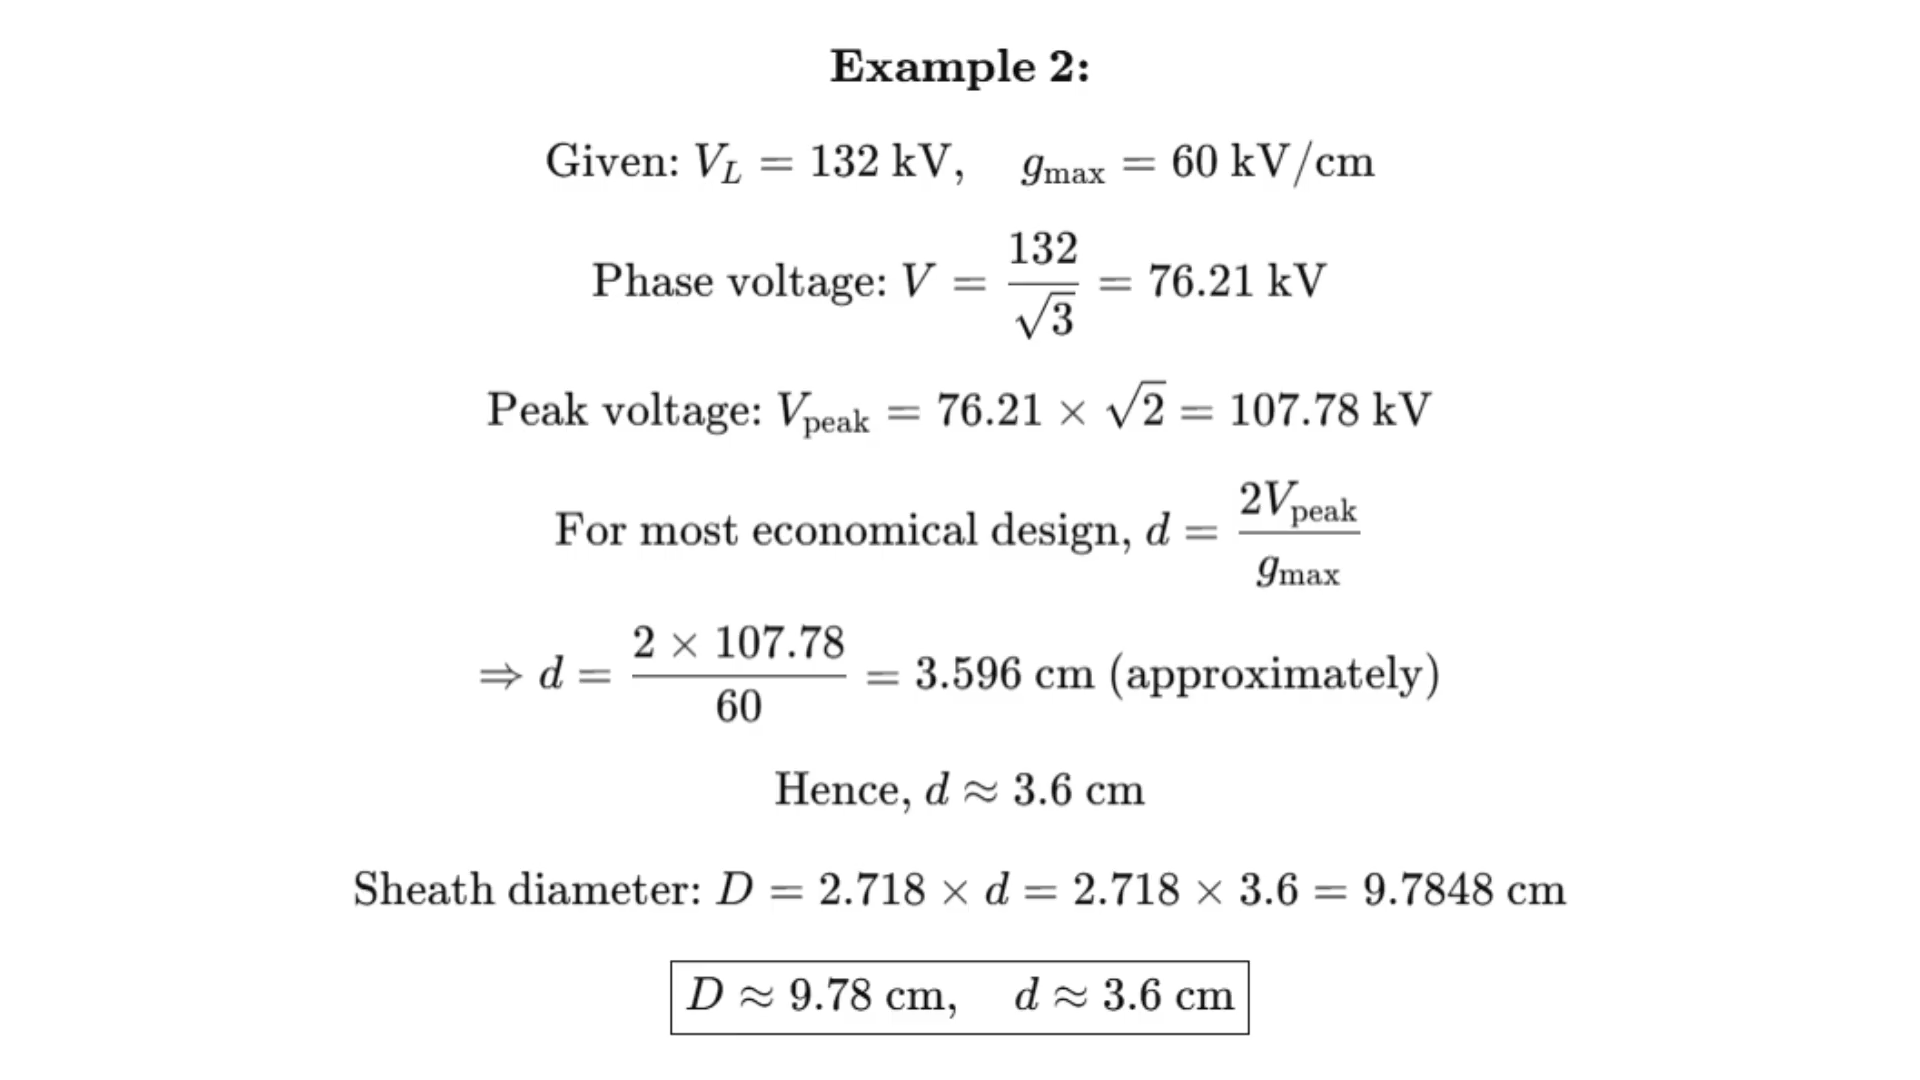 Example 2:
Given: V_L = 132 kV, g_max = 60 kV/cm
Phase voltage: V = 132/√3 = 76.21 kV
Peak voltage: V_peak = 76.21 × √2 = 107.78 kV
For most economical design, d = 2V_peak/g_max
⇒ d = 2 × 107.78/60 = 3.596 cm (approximately)
Hence, d ≈ 3.6 cm
Sheath diameter: D = 2.718 × d = 2.718 × 3.6 = 9.7848 cm
D ≈ 9.78 cm, d ≈ 3.6 cm